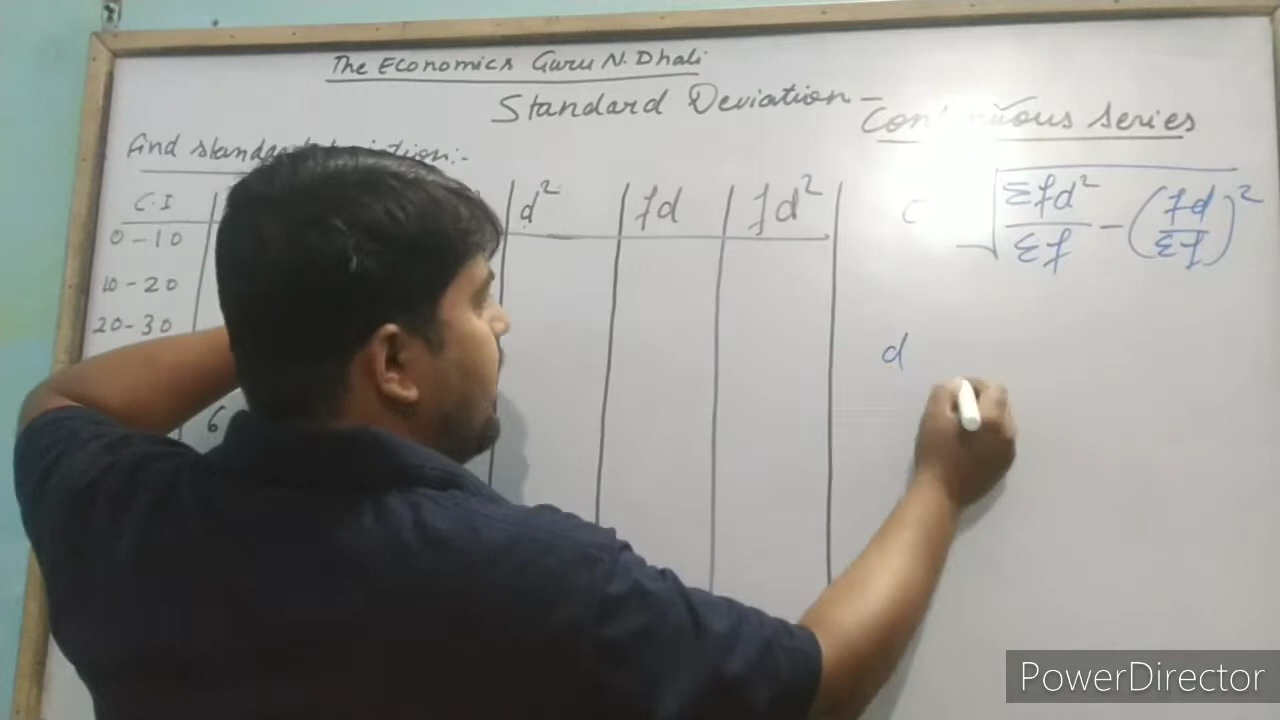 The Economics Guru N. Dhali
Standard Deviation –
Continuous series
Find standard deviation:-
C.I d² fd fd²
0-10
10-20
20-30
6
√ Σfd²/Σf – (fd/Σf)²
d
PowerDirector